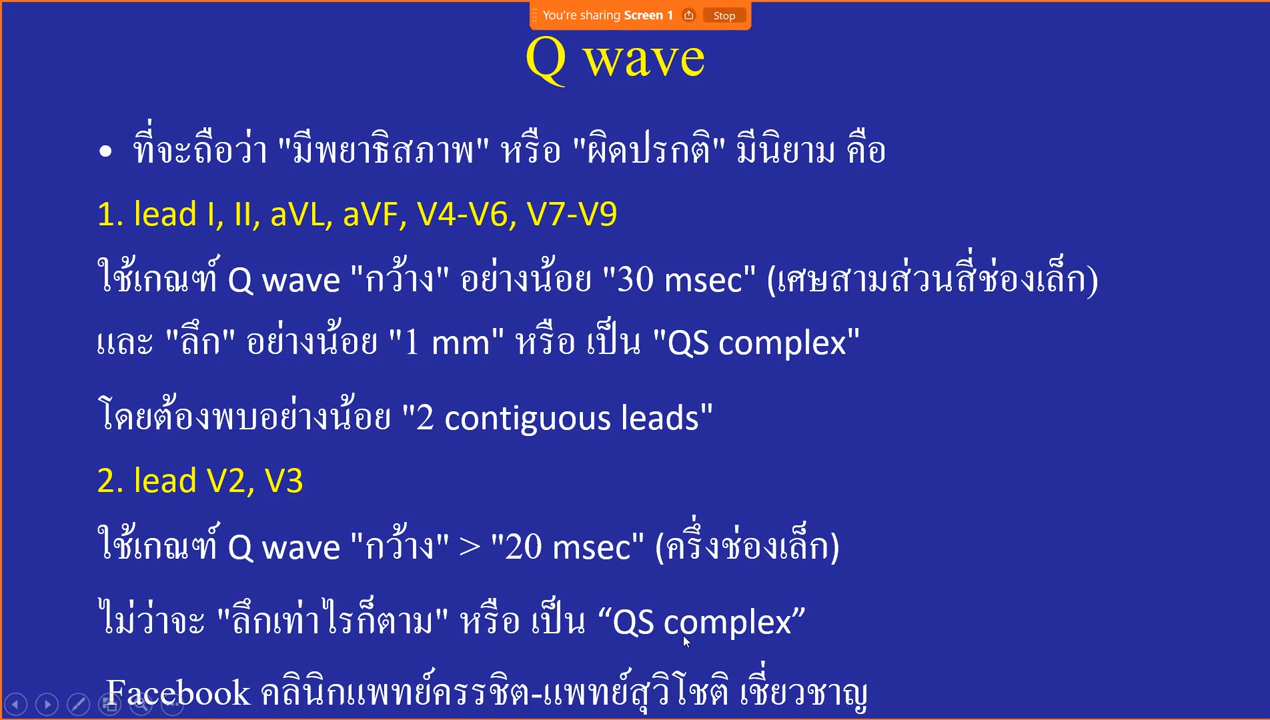 You're sharing Screen 1 Stop
Q wave
• ที่จะถือว่า "มีพยาธิสภาพ" หรือ "ผิดปรกติ" มีนิยาม คือ
1. lead I, II, aVL, aVF, V4-V6, V7-V9
ใช้เกณฑ์ Q wave "กว้าง" อย่างน้อย "30 msec" (เศษสามส่วนสี่ช่องเล็ก)
และ "ลึก" อย่างน้อย "1 mm" หรือ เป็น "QS complex"
โดยต้องพบอย่างน้อย "2 contiguous leads"
2. lead V2, V3
ใช้เกณฑ์ Q wave "กว้าง" > "20 msec" (ครึ่งช่องเล็ก)
ไม่ว่าจะ "ลึกเท่าไรก็ตาม" หรือ เป็น “QS complex”
Facebook คลินิกแพทย์ครรชิต-แพทย์สุวิโชติ เชี่ยวชาญ